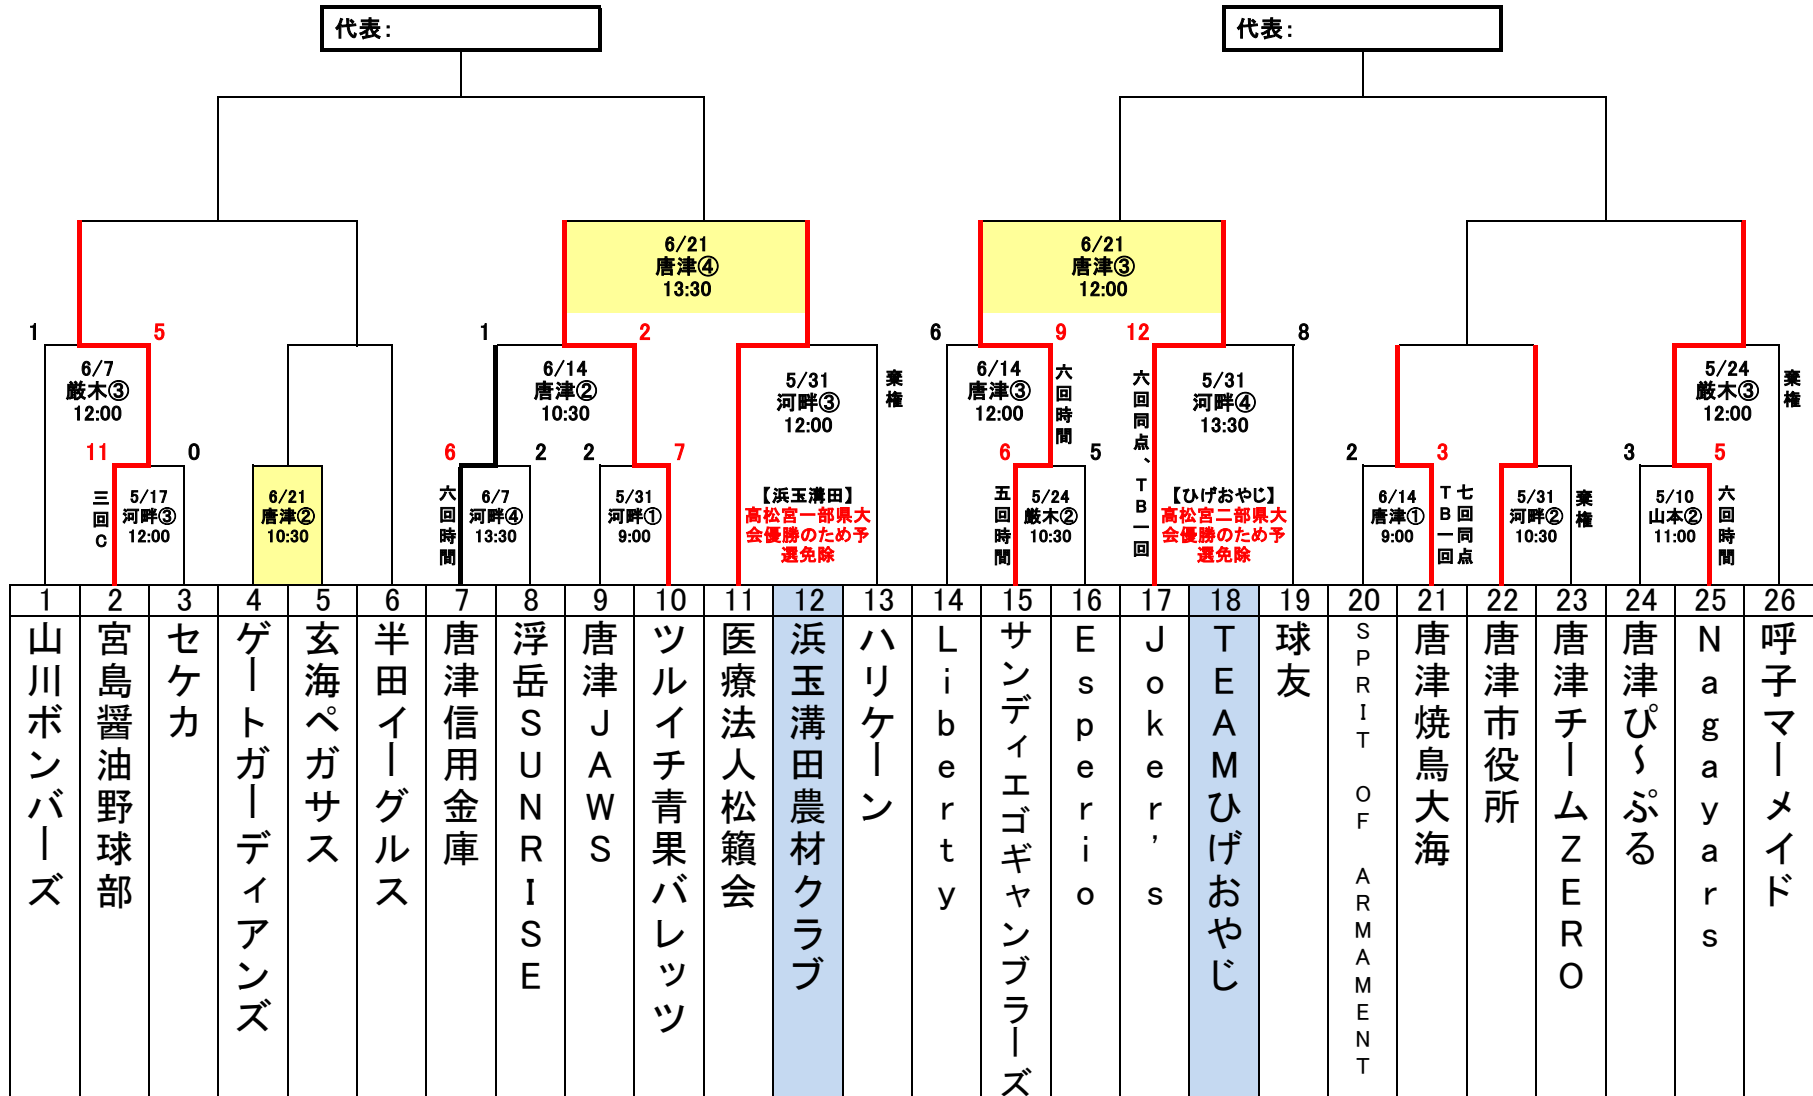 代表：
代表：
6/21
唐津④
13:30
6/21
唐津③
12:00
1
5
1
2
6
9
12
8
6/7
厳木③
12:00
6/14
唐津②
10:30
5/31
河畔③
12:00
棄権
6/14
唐津③
12:00
六回時間
六回同点、TB一回
5/31
河畔④
13:30
5/24
厳木③
12:00
棄権
11
0
6
2
2
7
6
5
2
3
3
5
三回C
5/17
河畔③
12:00
6/21
唐津②
10:30
六回時間
6/7
河畔④
13:30
5/31
河畔①
9:00
【浜玉溝田】
高松宮一部県大
会優勝のため予
選免除
五回時間
5/24
厳木②
10:30
【ひげおやじ】
高松宮二部県大
会優勝のため予
選免除
6/14
唐津①
9:00
七回同点
TB一回
5/31
河畔②
10:30
棄権
5/10
山本②
11:00
六回時間
1 2 3 4 5 6 7 8 9 10 11 12 13 14 15 16 17 18 19 20 21 22 23 24 25 26
山川ボンバーズ
宮島醤油野球部
セケカ
ゲートガーディアンズ
玄海ペガサス
半田イーグルス
唐津信用金庫
浮岳SUNRISE
唐津JAWS
ツルイチ青果バレッツ
医療法人松籟会
浜玉溝田農材クラブ
ハリケーン
Liberty
サンディエゴギャンブラーズ
Esperio
Joker’s
TEAMひげおやじ
球友
SPRIT OF ARMAMENT
唐津焼鳥大海
唐津市役所
唐津チームZERO
唐津ぴ～ぷる
Nagayars
呼子マーメイド